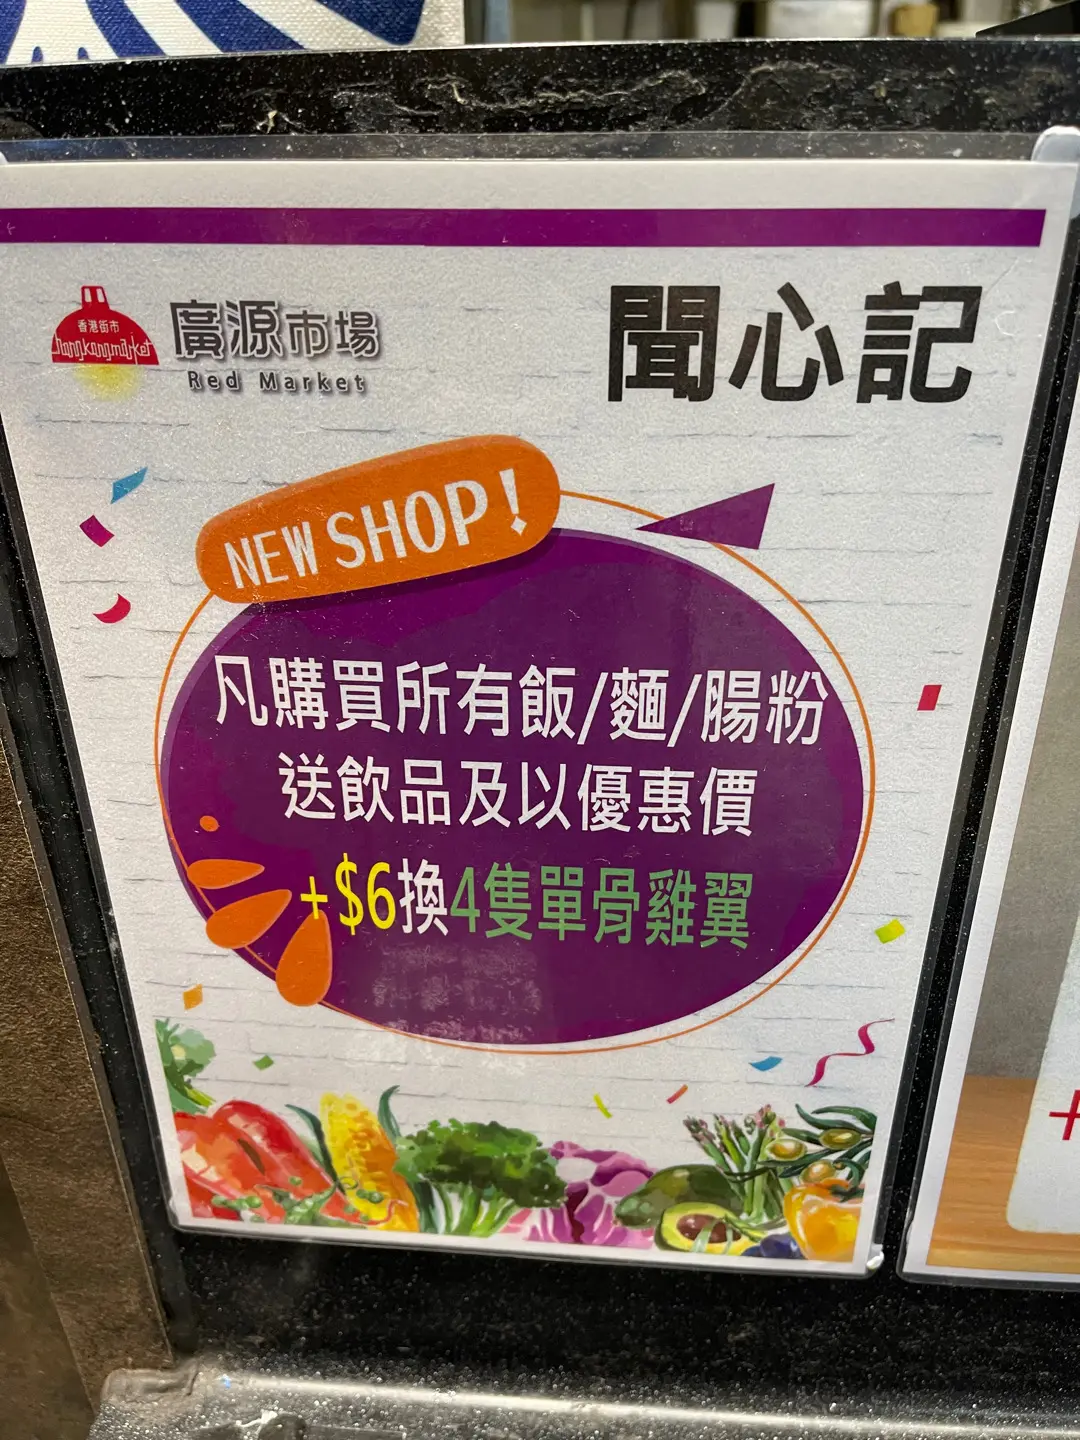 香港街市
hongkongmarket
廣源市場
Red Market
聞心記
NEW SHOP!
凡購買所有飯/麵/腸粉
送飲品及以優惠價
+$6換4隻單骨雞翼
+